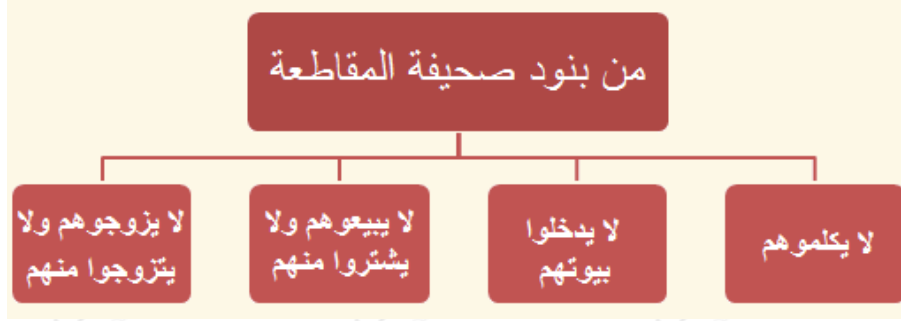 من بنود صحيفة المقاطعة
لا يكلموهم
لا يدخلوا
بيوتهم
لا يبيعوهم ولا
يشتروا منهم
لا يزوجوهم ولا
يتزوجوا منهم